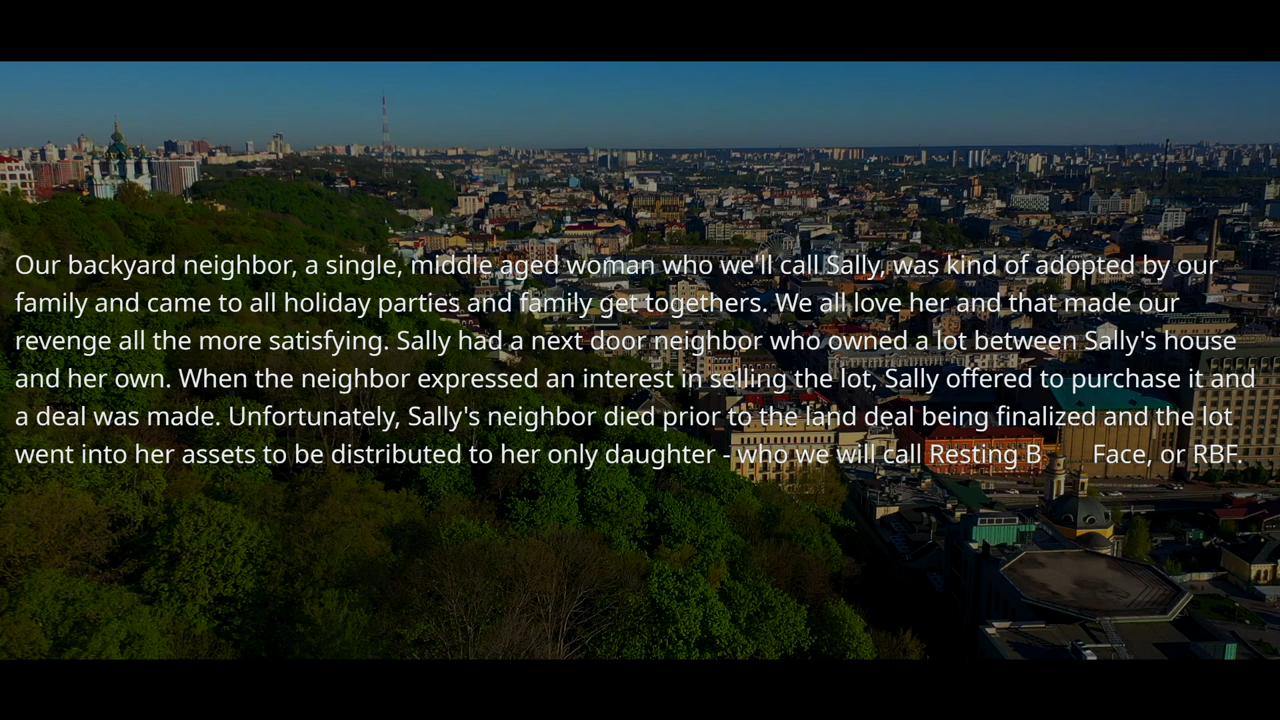 Our backyard neighbor, a single, middle aged woman who we'll call Sally, was kind of adopted by our
family and came to all holiday parties and family get togethers. We all love her and that made our
revenge all the more satisfying. Sally had a next door neighbor who owned a lot between Sally's house
and her own. When the neighbor expressed an interest in selling the lot, Sally offered to purchase it and
a deal was made. Unfortunately, Sally's neighbor died prior to the land deal being finalized and the lot
went into her assets to be distributed to her only daughter - who we will call Resting B Face, or RBF.